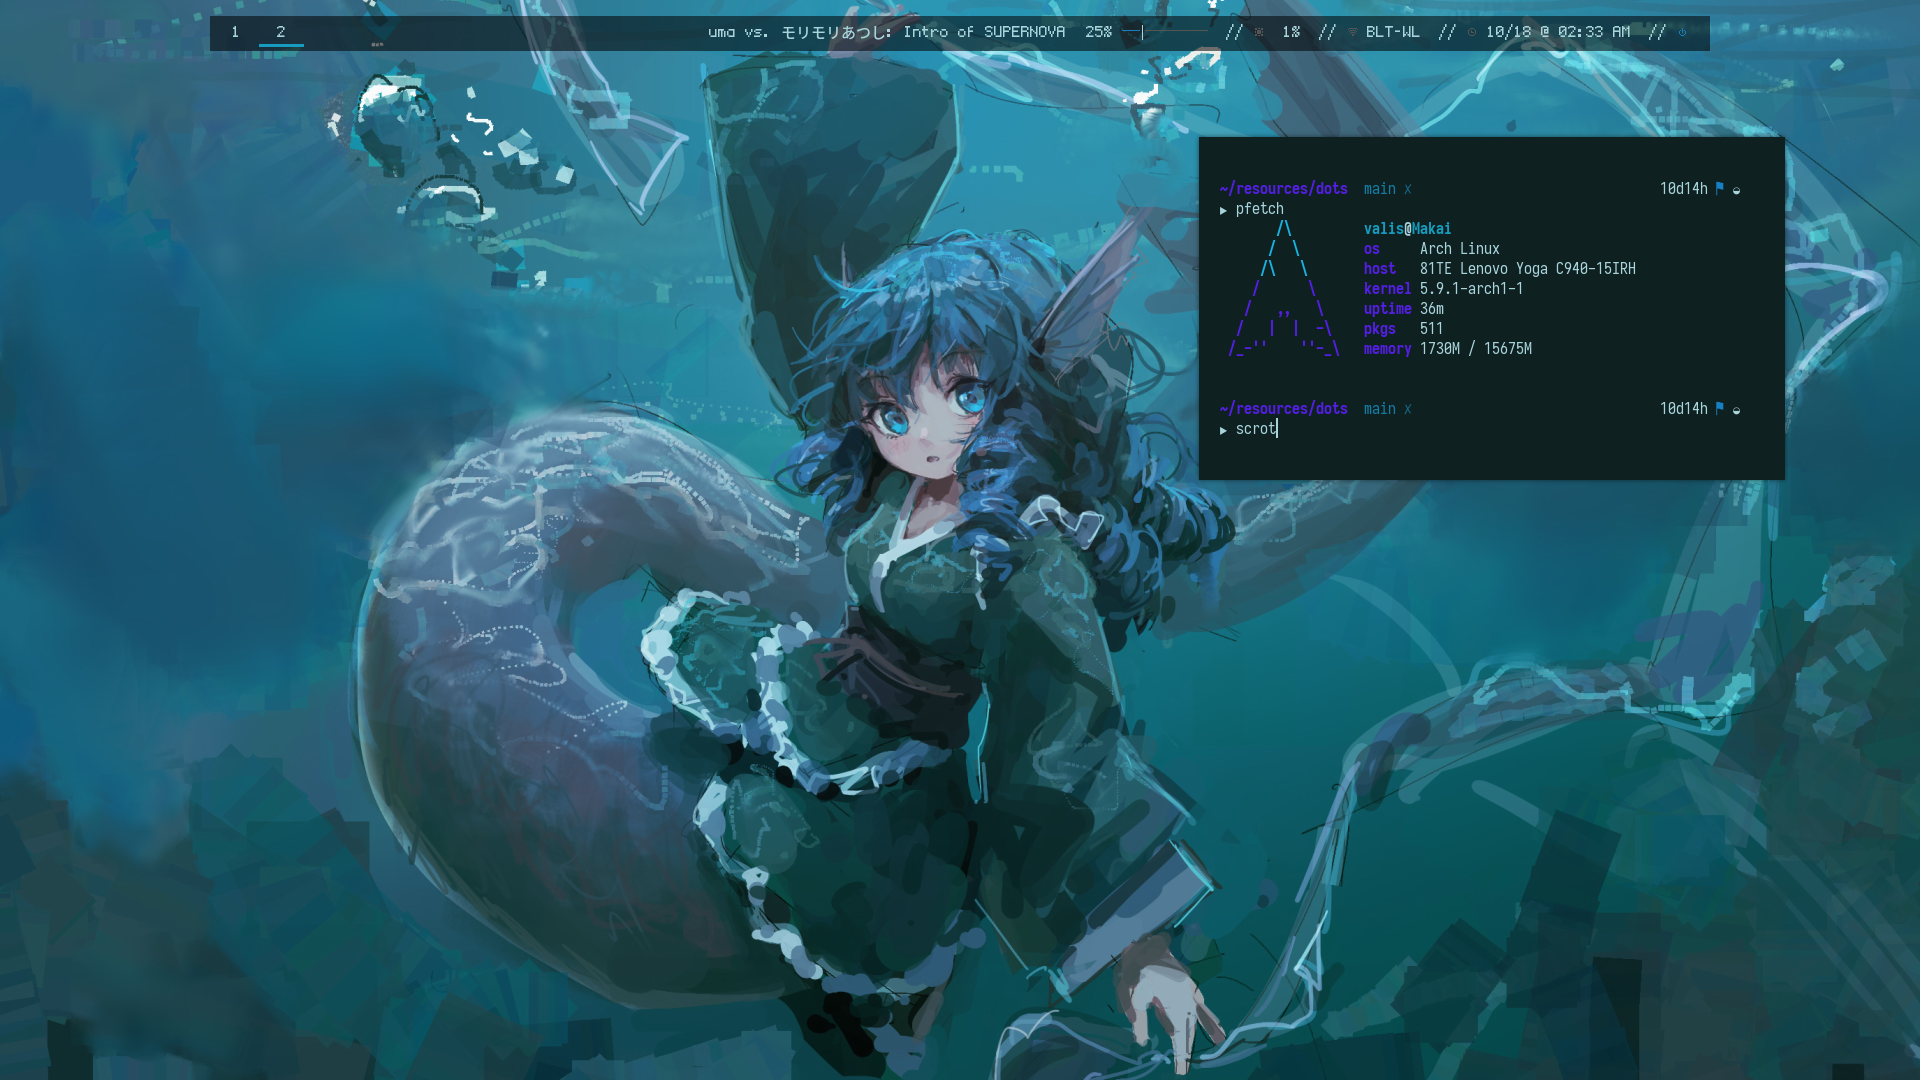 1 2 uma vs. モリモリあつし: Intro of SUPERNOVA 25% // 1% // BLT-WL // 10/18 @ 02:33 AM //
~/resources/dots main ✗ 10d14h
▶ pfetch
/\ valis@Makai
/ \ os Arch Linux
/\ \ host 81TE Lenovo Yoga C940-15IRH
/ \ kernel 5.9.1-arch1-1
/ ,, \ uptime 36m
/ | | -\ pkgs 511
/_-'' ''-_\ memory 1730M / 15675M
~/resources/dots main ✗ 10d14h
▶ scrot